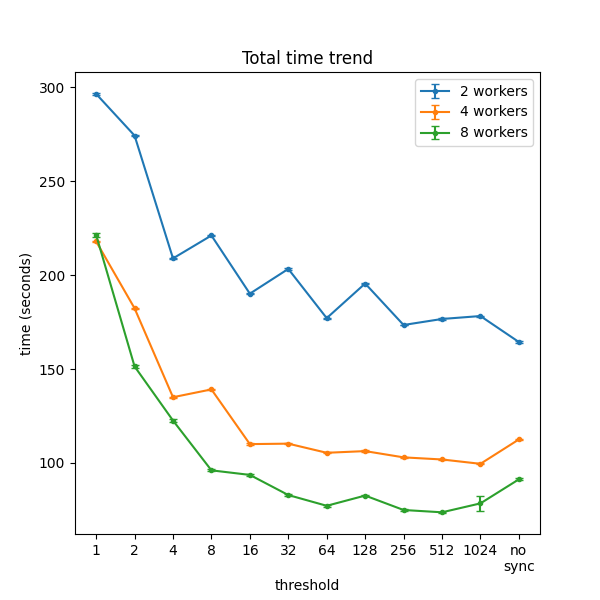 Total time trend
2 workers
4 workers
8 workers
300
250
200
150
100
time (seconds)
1 2 4 8 16 32 64 128 256 512 1024 no
sync
threshold